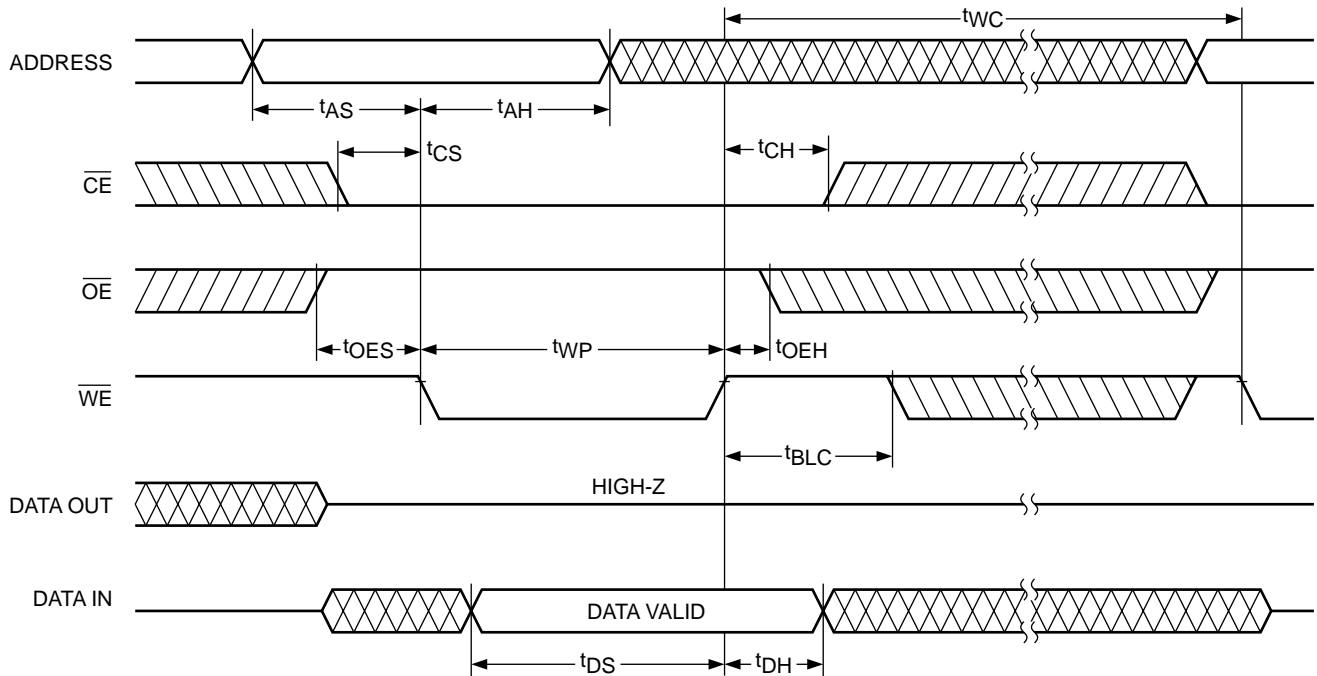 tWC
ADDRESS
tAS
tAH
tCS
tCH
CE
OE
tOES
tWP
tOEH
WE
tBLC
HIGH-Z
DATA OUT
DATA IN
DATA VALID
tDS
tDH